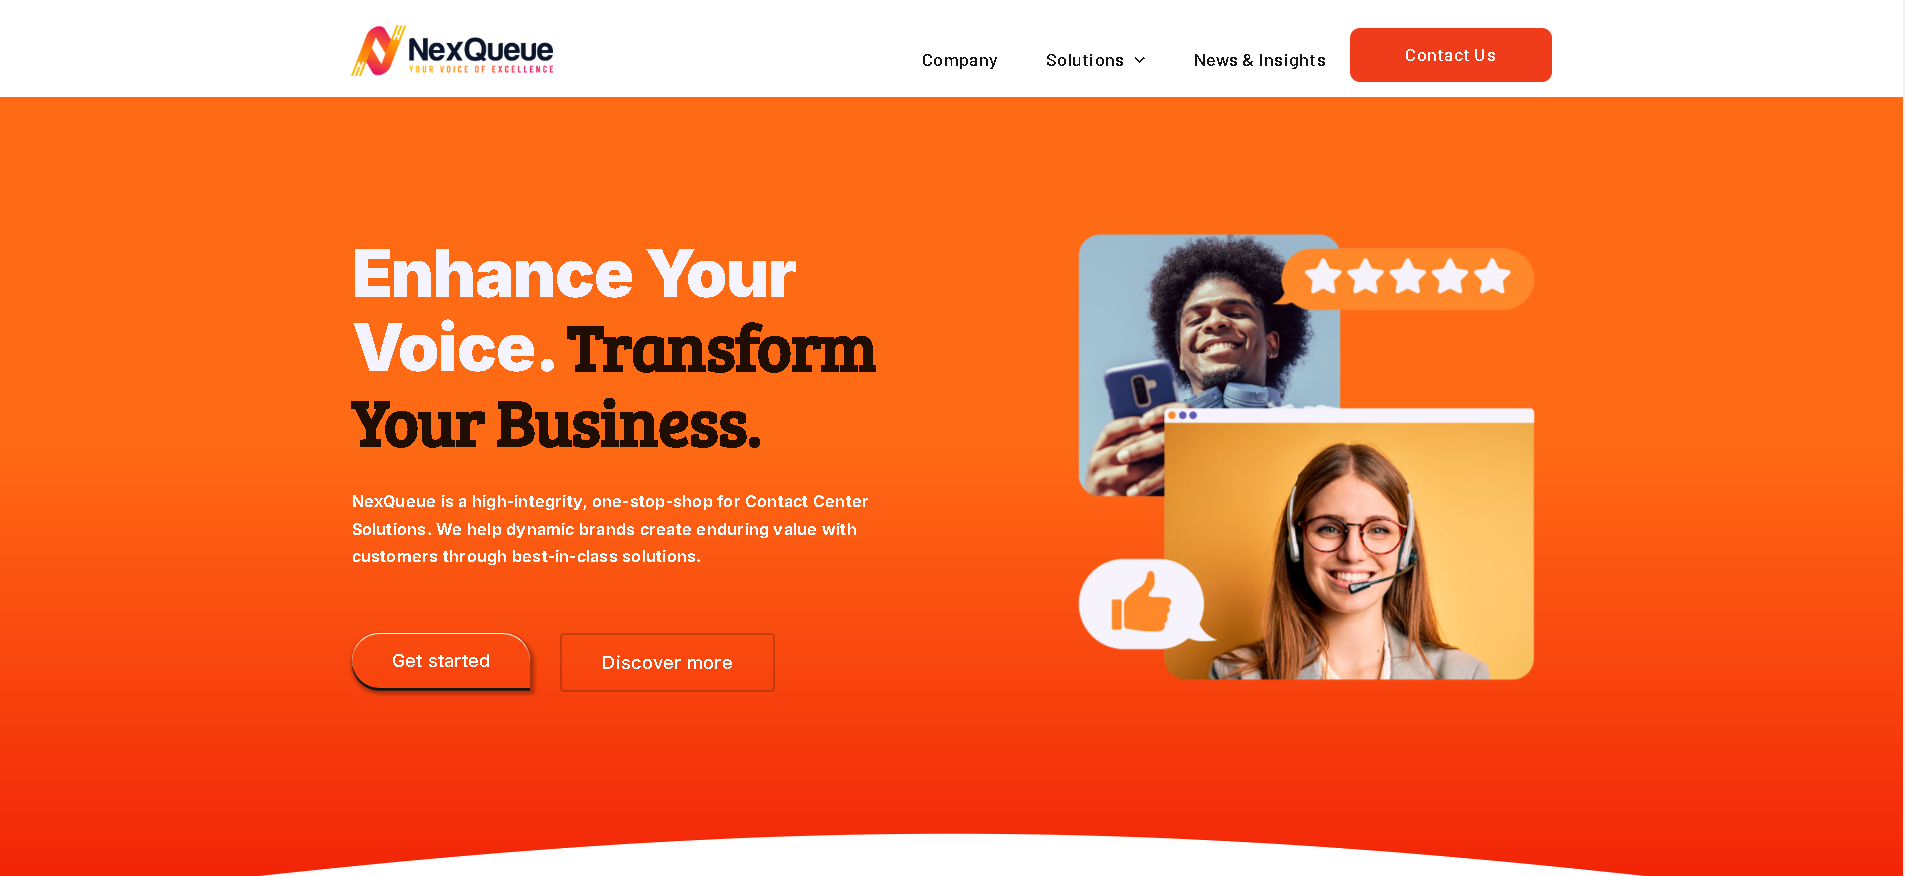 NexQueue
YOUR VOICE OF EXCELLENCE
Company
Solutions
News & Insights
Contact Us
Enhance Your
Voice. Transform
Your Business.
NexQueue is a high-integrity, one-stop-shop for Contact Center
Solutions. We help dynamic brands create enduring value with
customers through best-in-class solutions.
Get started
Discover more